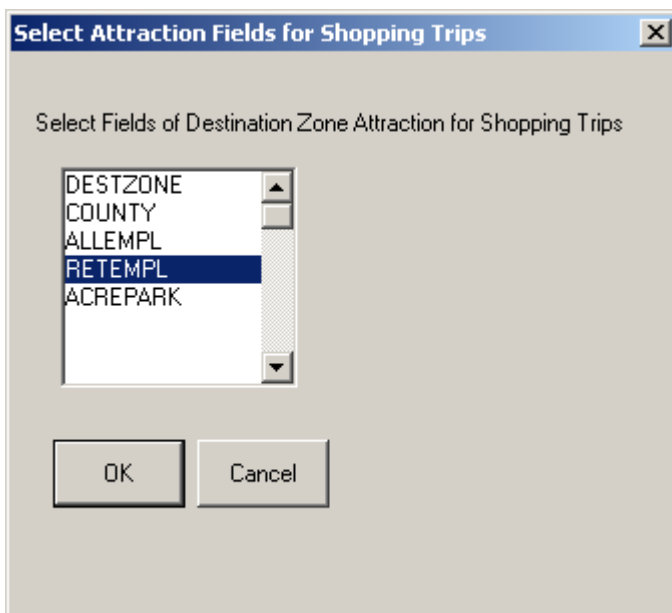 Select Attraction Fields for Shopping Trips
Select Fields of Destination Zone Attraction for Shopping Trips
DESTZONE
COUNTY
ALLEMPL
RETEMPL
ACREPARK
OK
Cancel